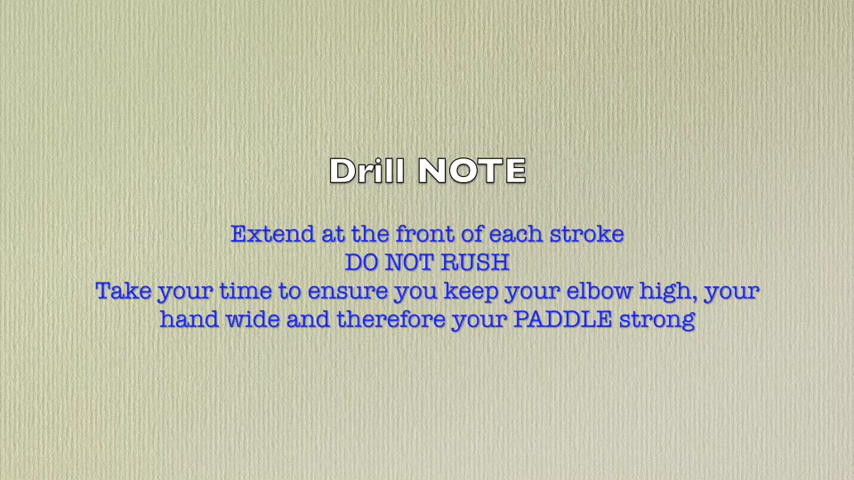 Drill NOTE
Extend at the front of each stroke
DO NOT RUSH
Take your time to ensure you keep your elbow high, your
hand wide and therefore your PADDLE strong